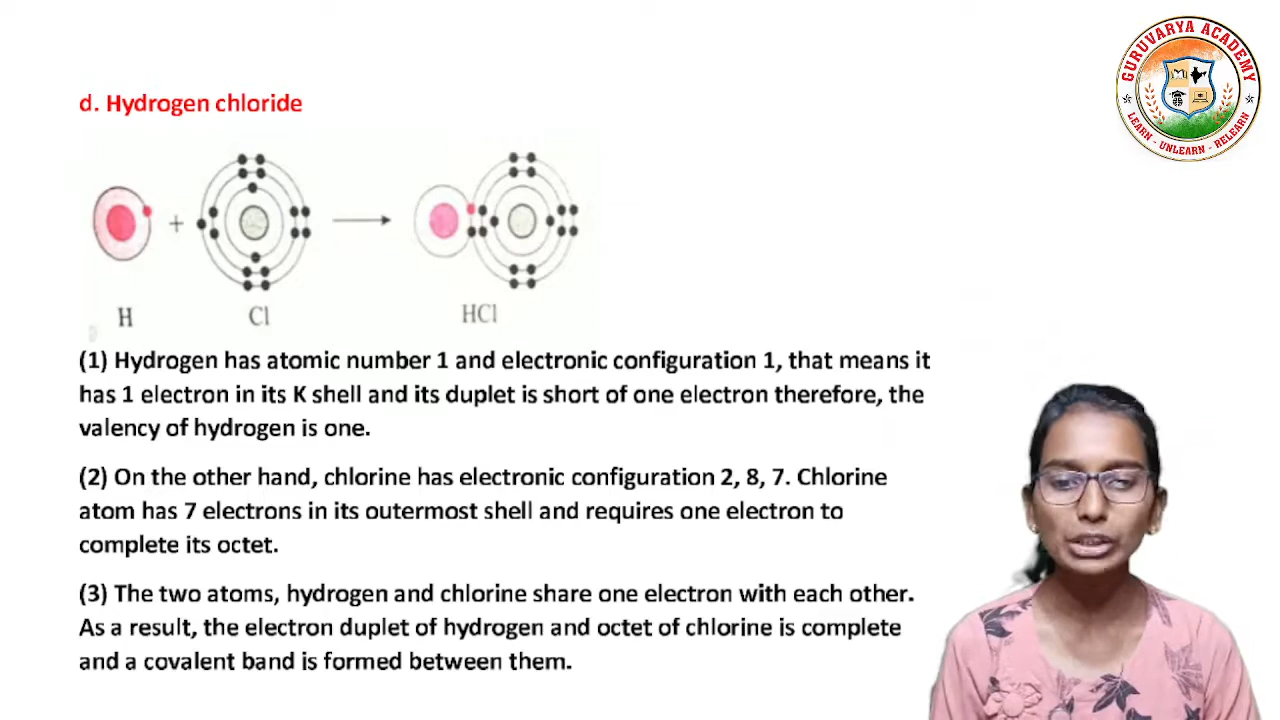 GURUVARYA ACADEMY
LEARN - UNLEARN - RELEARN
d. Hydrogen chloride
+
H
Cl
HCl
(1) Hydrogen has atomic number 1 and electronic configuration 1, that means it
has 1 electron in its K shell and its duplet is short of one electron therefore, the
valency of hydrogen is one.
(2) On the other hand, chlorine has electronic configuration 2, 8, 7. Chlorine
atom has 7 electrons in its outermost shell and requires one electron to
complete its octet.
(3) The two atoms, hydrogen and chlorine share one electron with each other.
As a result, the electron duplet of hydrogen and octet of chlorine is complete
and a covalent band is formed between them.